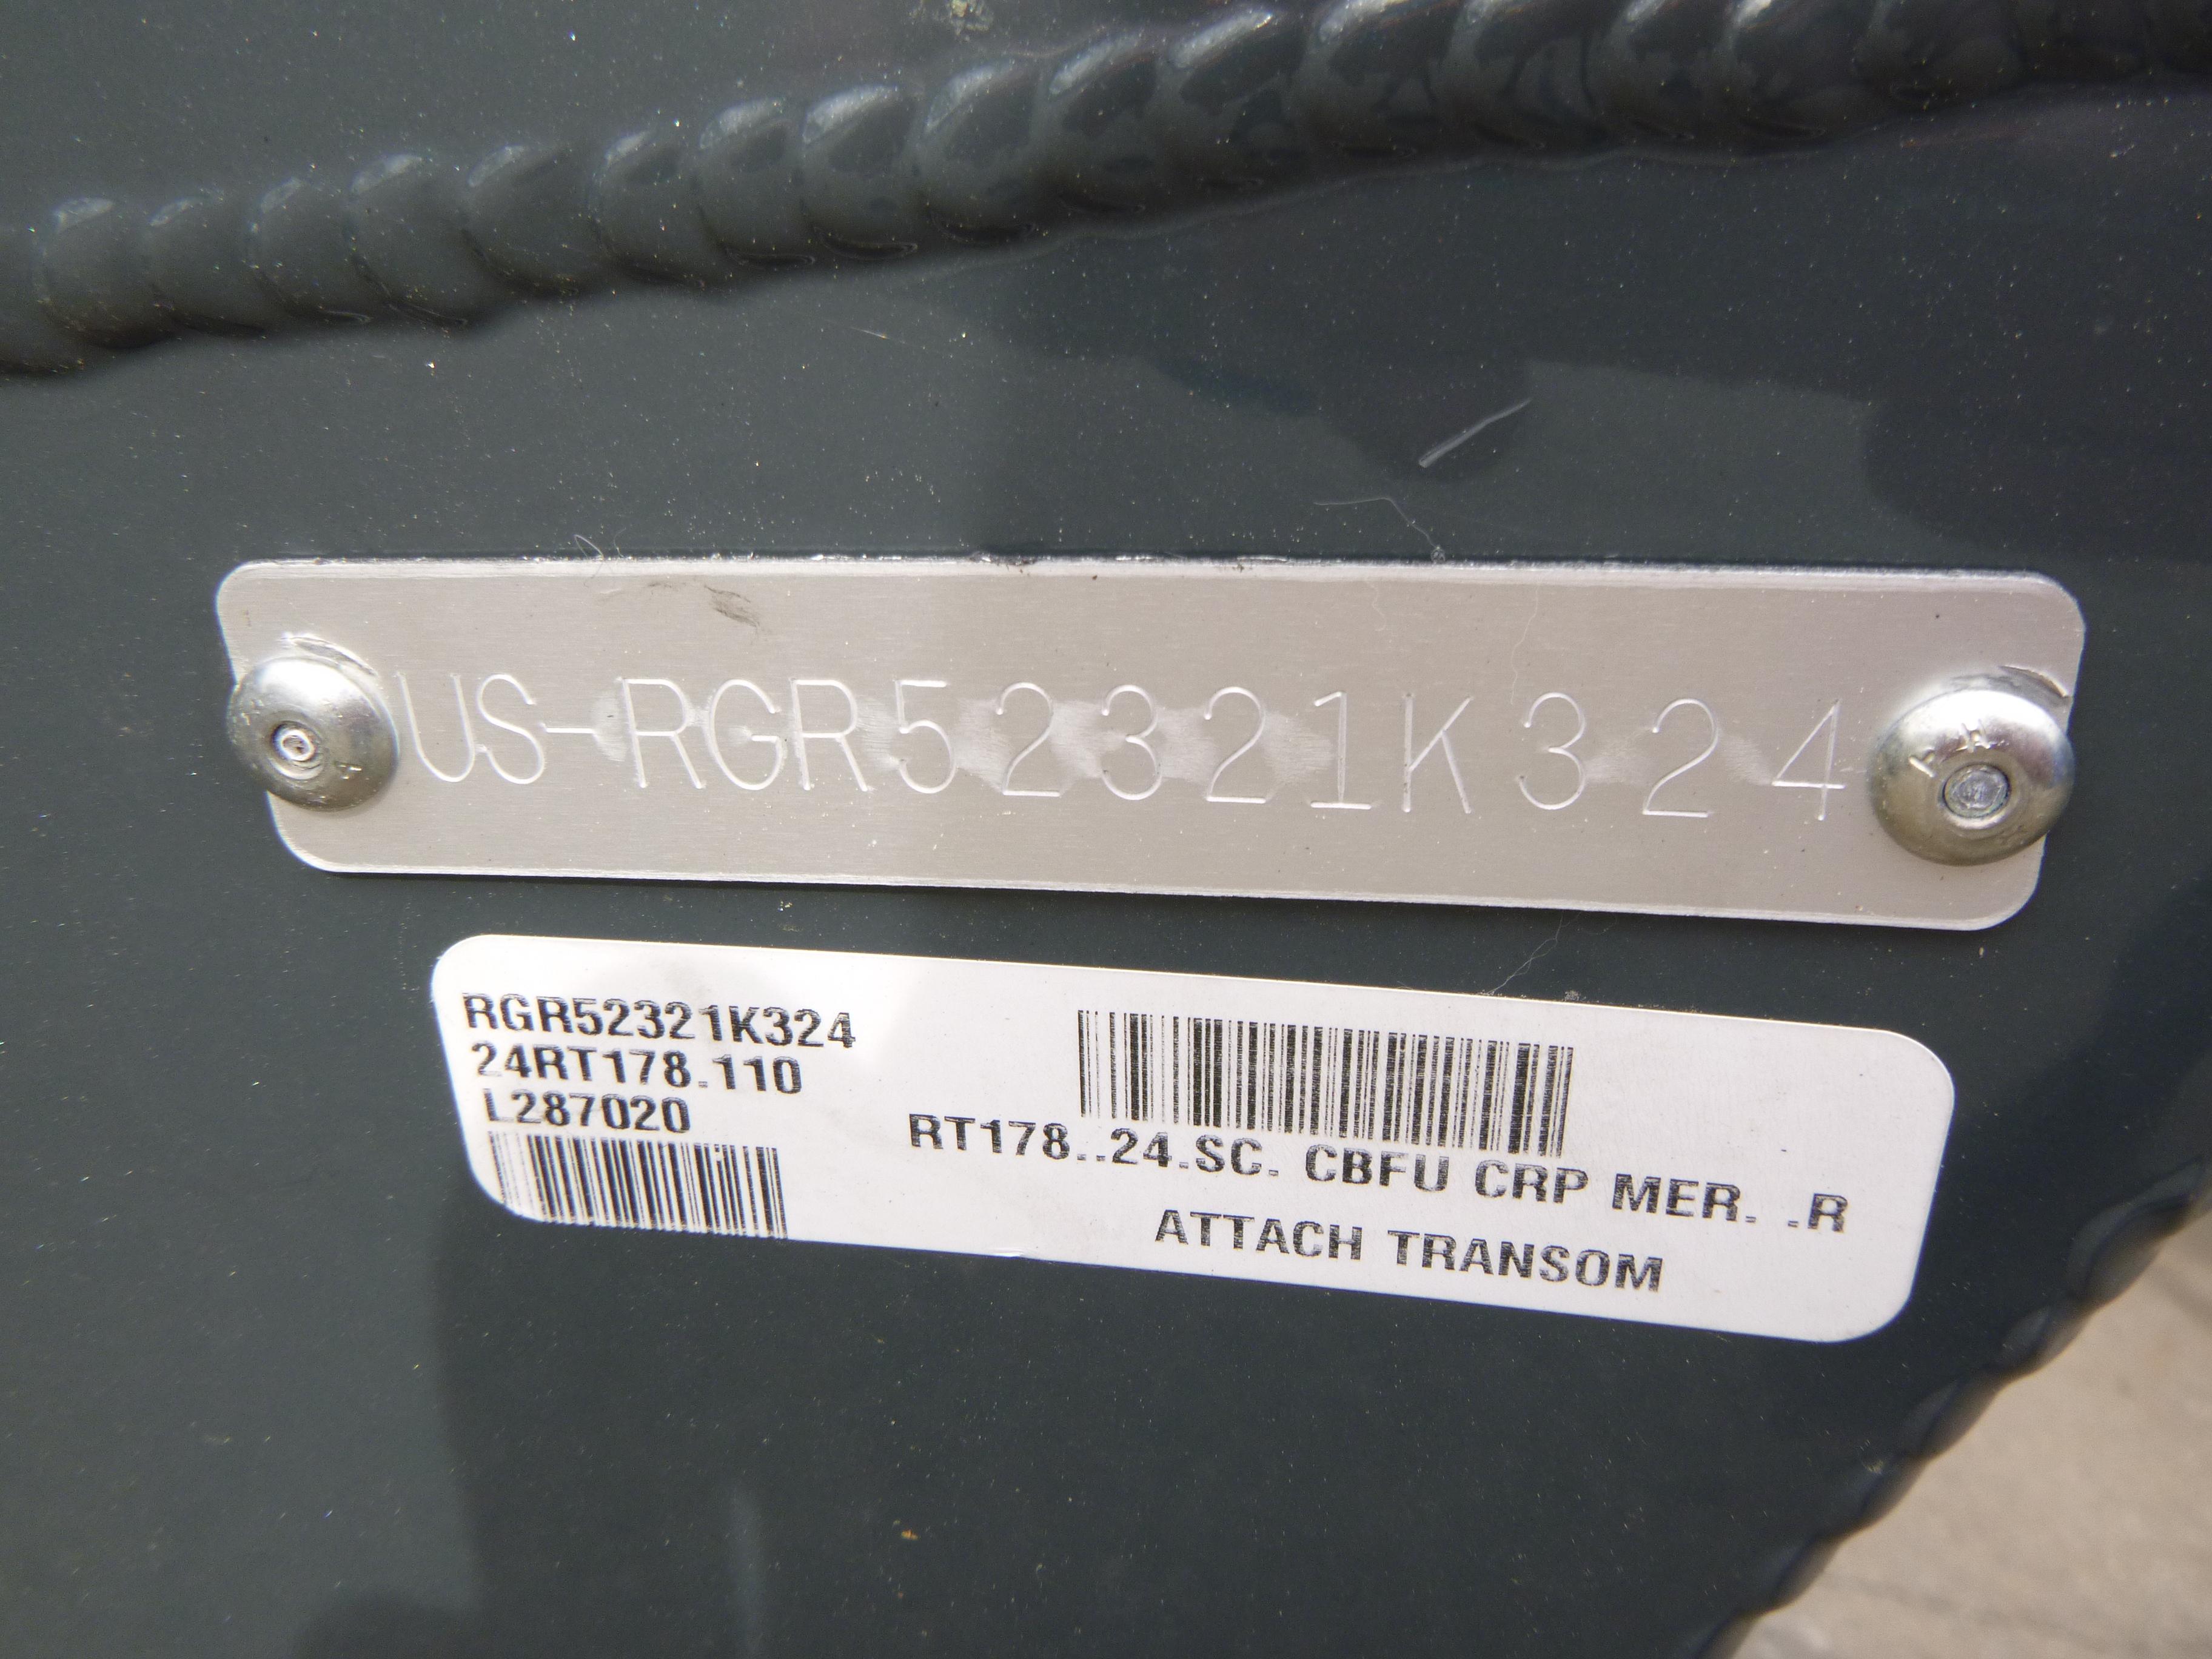 US-RGR52321K324
RGR52321K324
24RT178.110
L287020
RT178..24.SC. CBFU CRP MER. .R
ATTACH TRANSOM